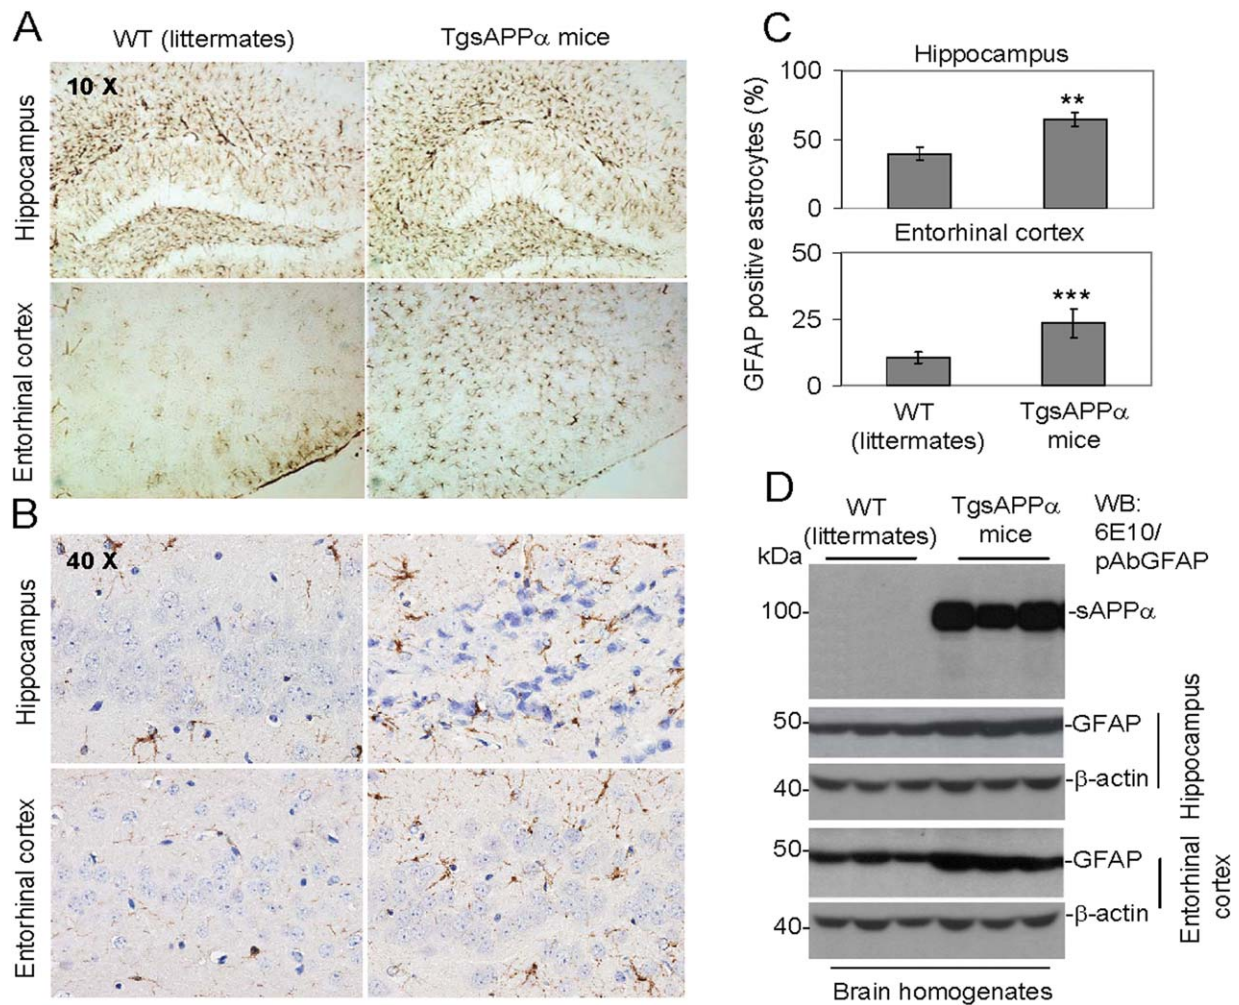 A
WT (littermates)
TgsAPPα mice
10 X
Hippocampus
Entorhinal cortex
B
40 X
Hippocampus
Entorhinal cortex
C
Hippocampus
GFAP positive astrocytes (%)
100
50
0
**
Entorhinal cortex
50
25
0
***
WT
(littermates)
TgsAPPα
mice
D
WT
(littermates)
TgsAPPα
mice
WB:
6E10/
pAbGFAP
kDa
100-
-sAPPα
50-
-GFAP
40-
-β-actin
Hippocampus
50-
-GFAP
40-
-β-actin
Entorhinal
cortex
Brain homogenates